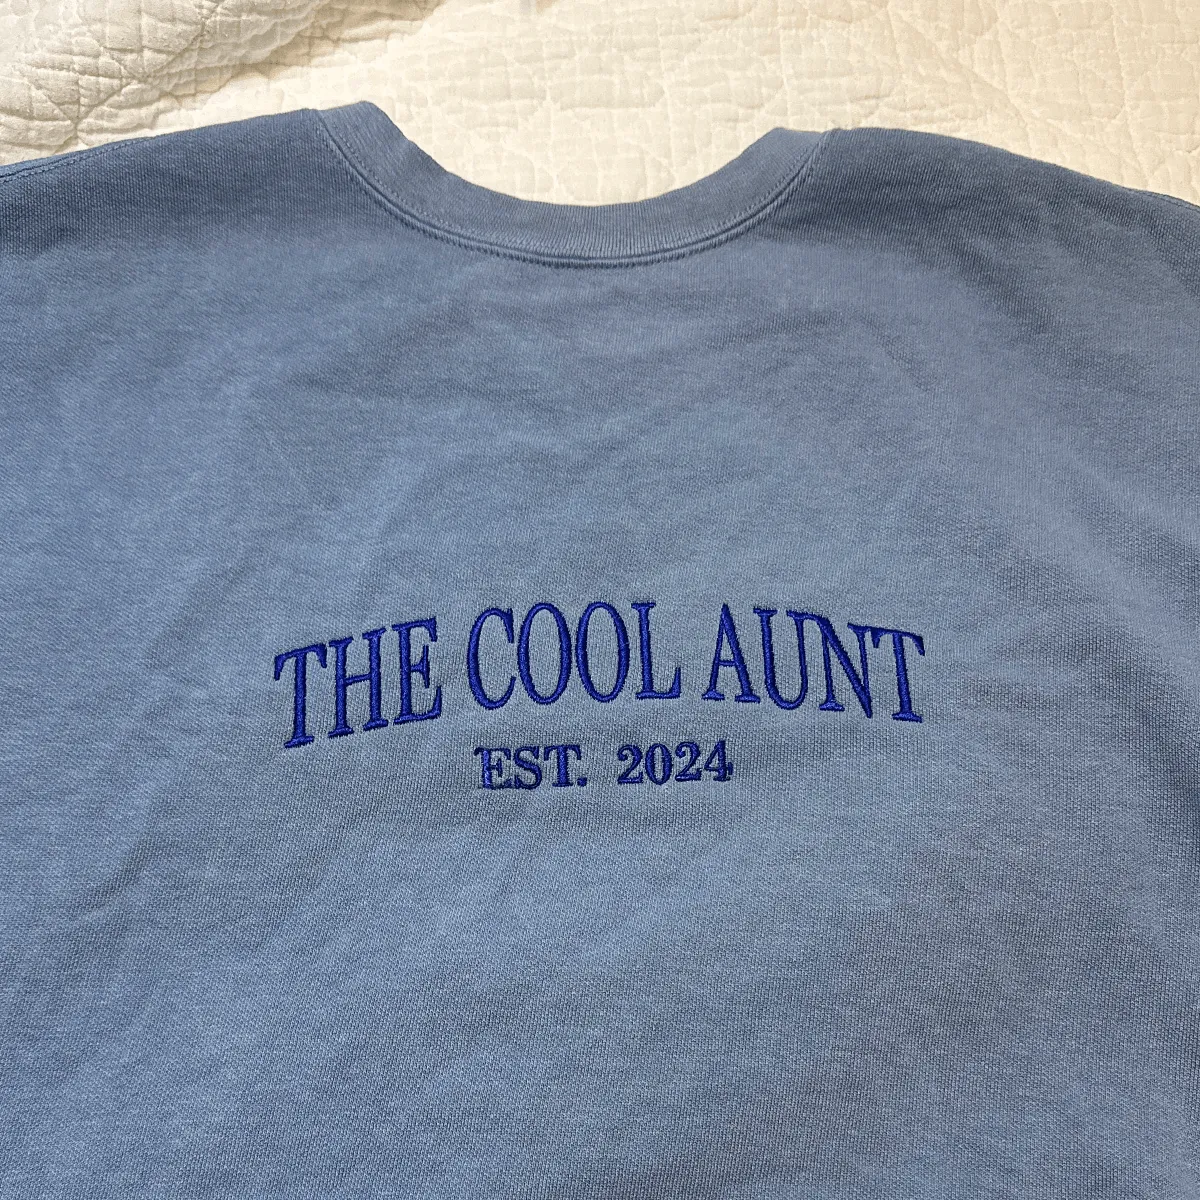 THE COOL AUNT
EST. 2024